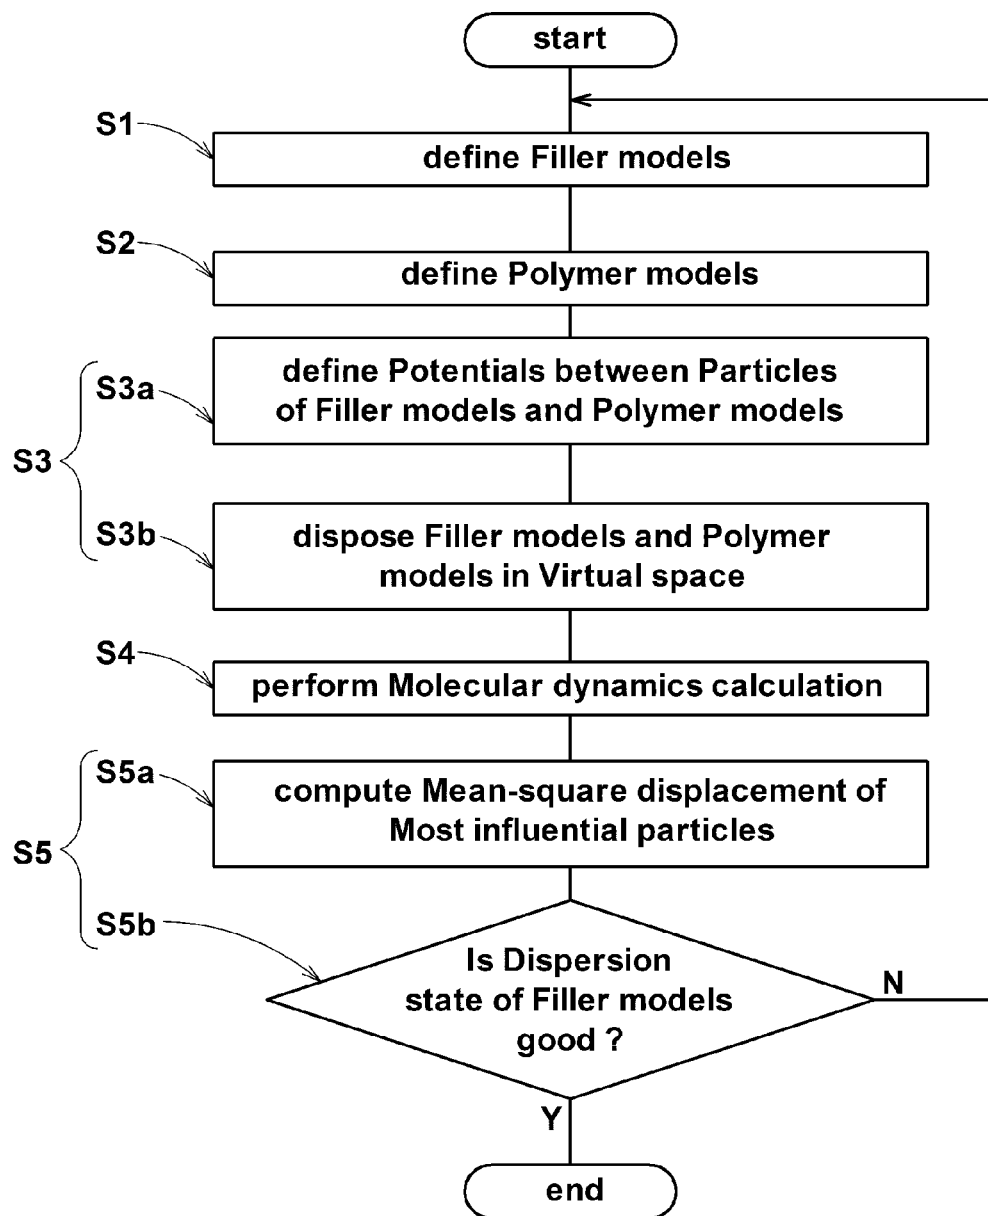 start
S1
define Filler models
S2
define Polymer models
S3
S3a
define Potentials between Particles
of Filler models and Polymer models
S3b
dispose Filler models and Polymer
models in Virtual space
S4
perform Molecular dynamics calculation
S5
S5a
compute Mean-square displacement of
Most influential particles
S5b
Is Dispersion
state of Filler models
good ?
N
Y
end